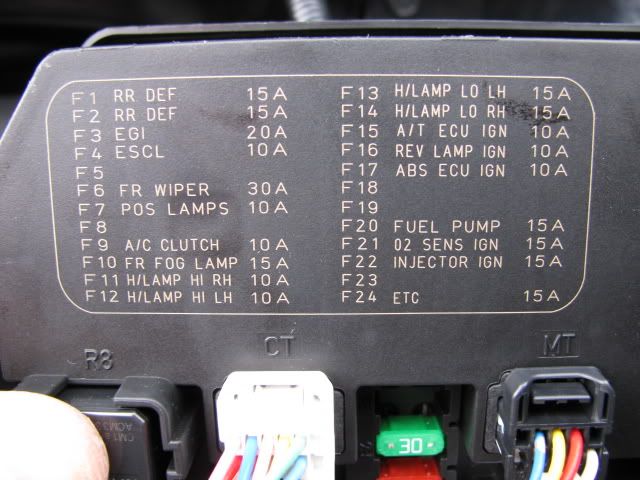 F1 RR DEF 15A
F2 RR DEF 15A
F3 EGI 20A
F4 ESCL 10A
F5
F6 FR WIPER 30A
F7 POS LAMPS 10A
F8
F9 A/C CLUTCH 10A
F10 FR FOG LAMP 15A
F11 H/LAMP HI RH 10A
F12 H/LAMP HI LH 10A
F13 H/LAMP LO LH 15A
F14 H/LAMP LO RH 15A
F15 A/T ECU IGN 10A
F16 REV LAMP IGN 10A
F17 ABS ECU IGN 10A
F18
F19
F20 FUEL PUMP 15A
F21 02 SENS IGN 15A
F22 INJECTOR IGN 15A
F23
F24 ETC 15A
R8 CT MT
30